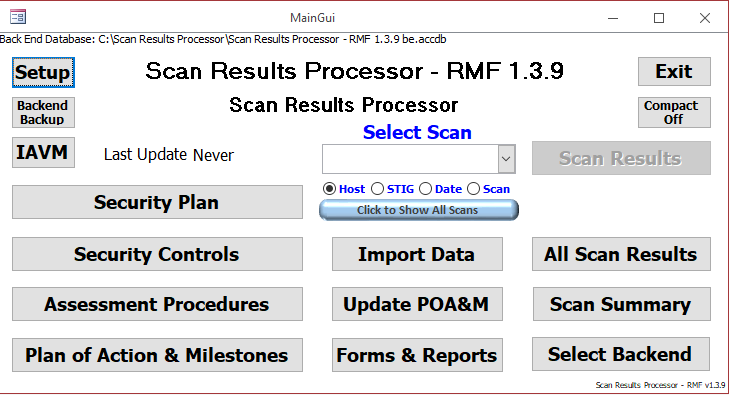 MainGui
Back End Database: C:\Scan Results Processor\Scan Results Processor - RMF 1.3.9 be.accdb
Setup
Scan Results Processor - RMF 1.3.9
Exit
Backend
Backup
Scan Results Processor
Compact
Off
Select Scan
IAVM
Last Update Never
Scan Results
Host STIG Date Scan
Security Plan
Click to Show All Scans
Security Controls
Import Data
All Scan Results
Assessment Procedures
Update POA&M
Scan Summary
Plan of Action & Milestones
Forms & Reports
Select Backend
Scan Results Processor - RMF v1.3.9